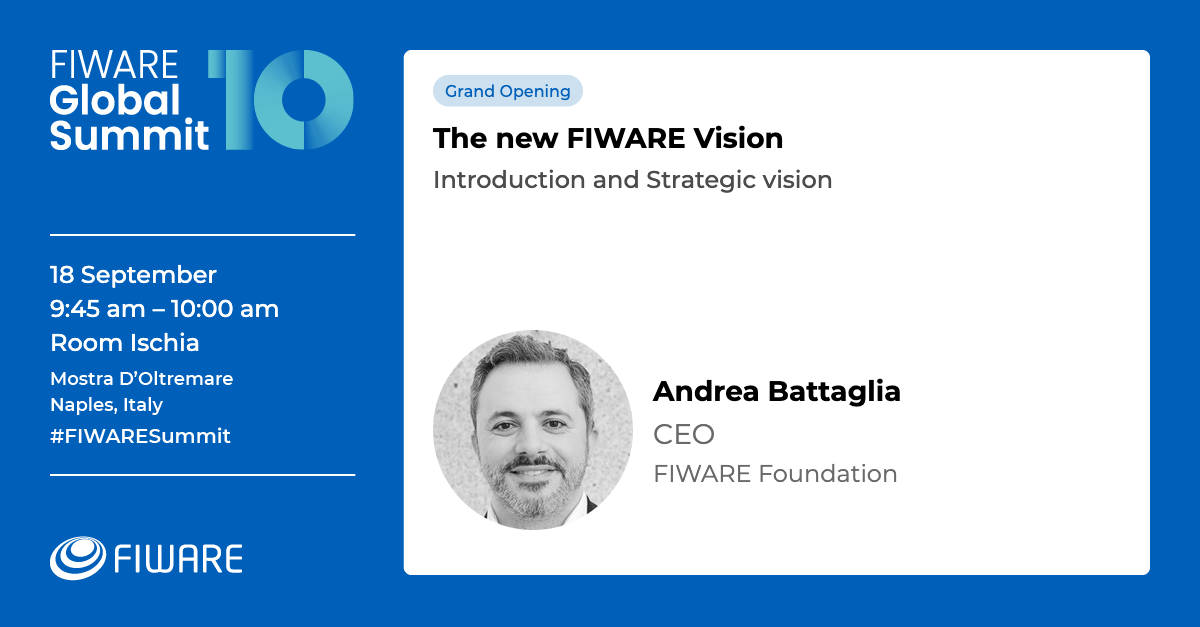 FIWARE
Global
Summit
10
18 September
9:45 am – 10:00 am
Room Ischia
Mostra D’Oltremare
Naples, Italy
#FIWARESummit
FIWARE
Grand Opening
The new FIWARE Vision
Introduction and Strategic vision
Andrea Battaglia
CEO
FIWARE Foundation